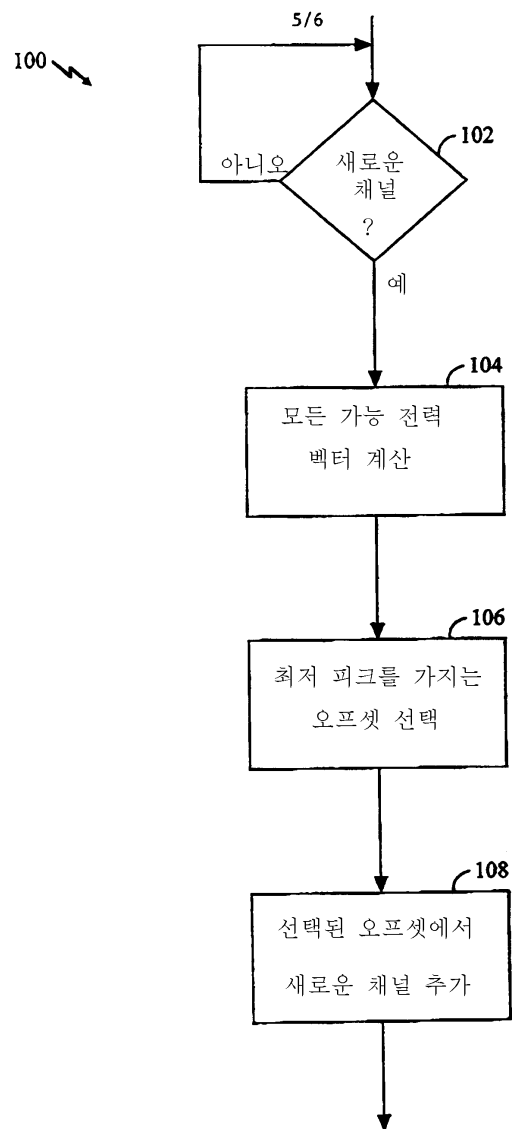 5/6
100
102
새로운
채널
?
아니오
예
104
모든 가능 전력
벡터 계산
106
최저 피크를 가지는
오프셋 선택
108
선택된 오프셋에서
새로운 채널 추가